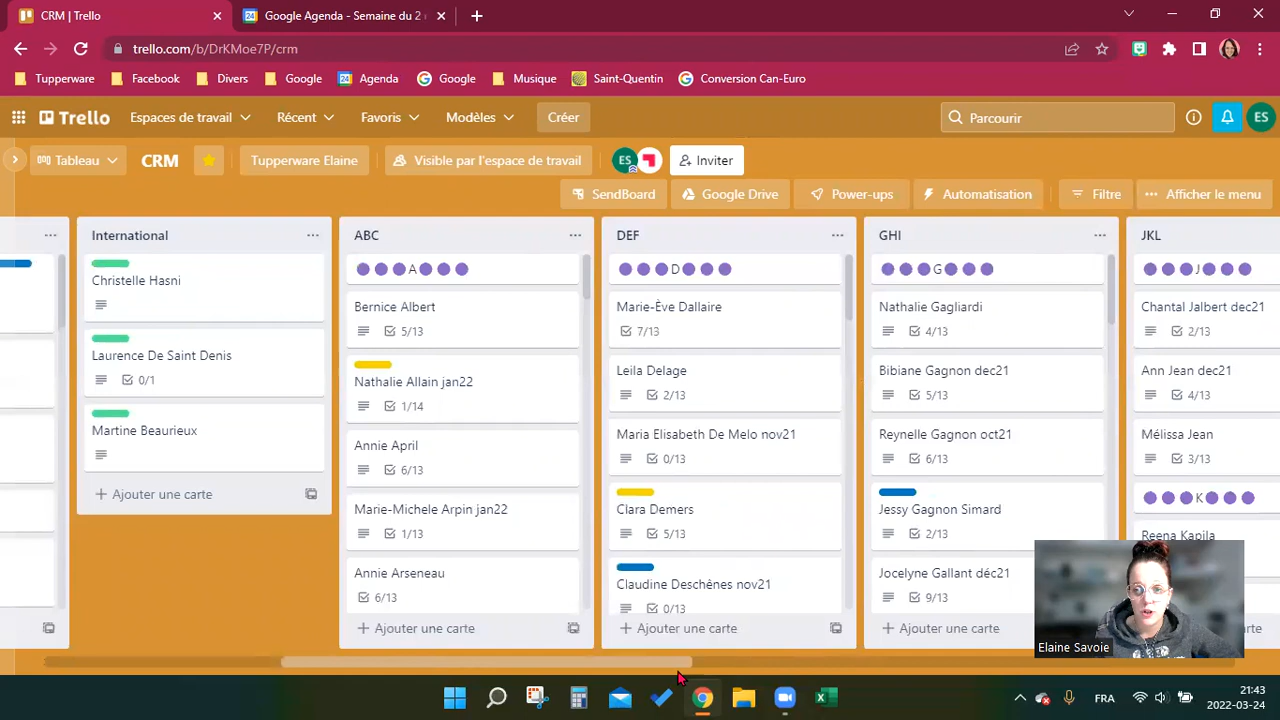 CRM | Trello
Google Agenda - Semaine du 2
trello.com/b/DrKMoe7P/crm
Tupperware
Facebook
Divers
Google
Agenda
Google
Musique
Saint-Quentin
Conversion Can-Euro
Trello
Espaces de travail
Récent
Favoris
Modèles
Créer
Parcourir
ES
Tableau
CRM
Tupperware Elaine
Visible par l'espace de travail
ES
Inviter
SendBoard
Google Drive
Power-ups
Automatisation
Filtre
Afficher le menu
International
Christelle Hasni
Laurence De Saint Denis
0/1
Martine Beaurieux
+ Ajouter une carte
ABC
A
Bernice Albert
5/13
Nathalie Allain jan22
1/14
Annie April
6/13
Marie-Michele Arpin jan22
1/13
Annie Arseneau
6/13
+ Ajouter une carte
DEF
D
Marie-Ève Dallaire
7/13
Leila Delage
2/13
Maria Elisabeth De Melo nov21
0/13
Clara Demers
5/13
Claudine Deschênes nov21
0/13
+ Ajouter une carte
GHI
G
Nathalie Gagliardi
4/13
Bibiane Gagnon dec21
5/13
Reynelle Gagnon oct21
6/13
Jessy Gagnon Simard
2/13
Jocelyne Gallant déc21
9/13
+ Ajouter une carte
JKL
J
Chantal Jalbert dec21
2/13
Ann Jean dec21
4/13
Mélissa Jean
3/13
K
Reena Kapila
carte
Elaine Savoie
FRA
21:43
2022-03-24